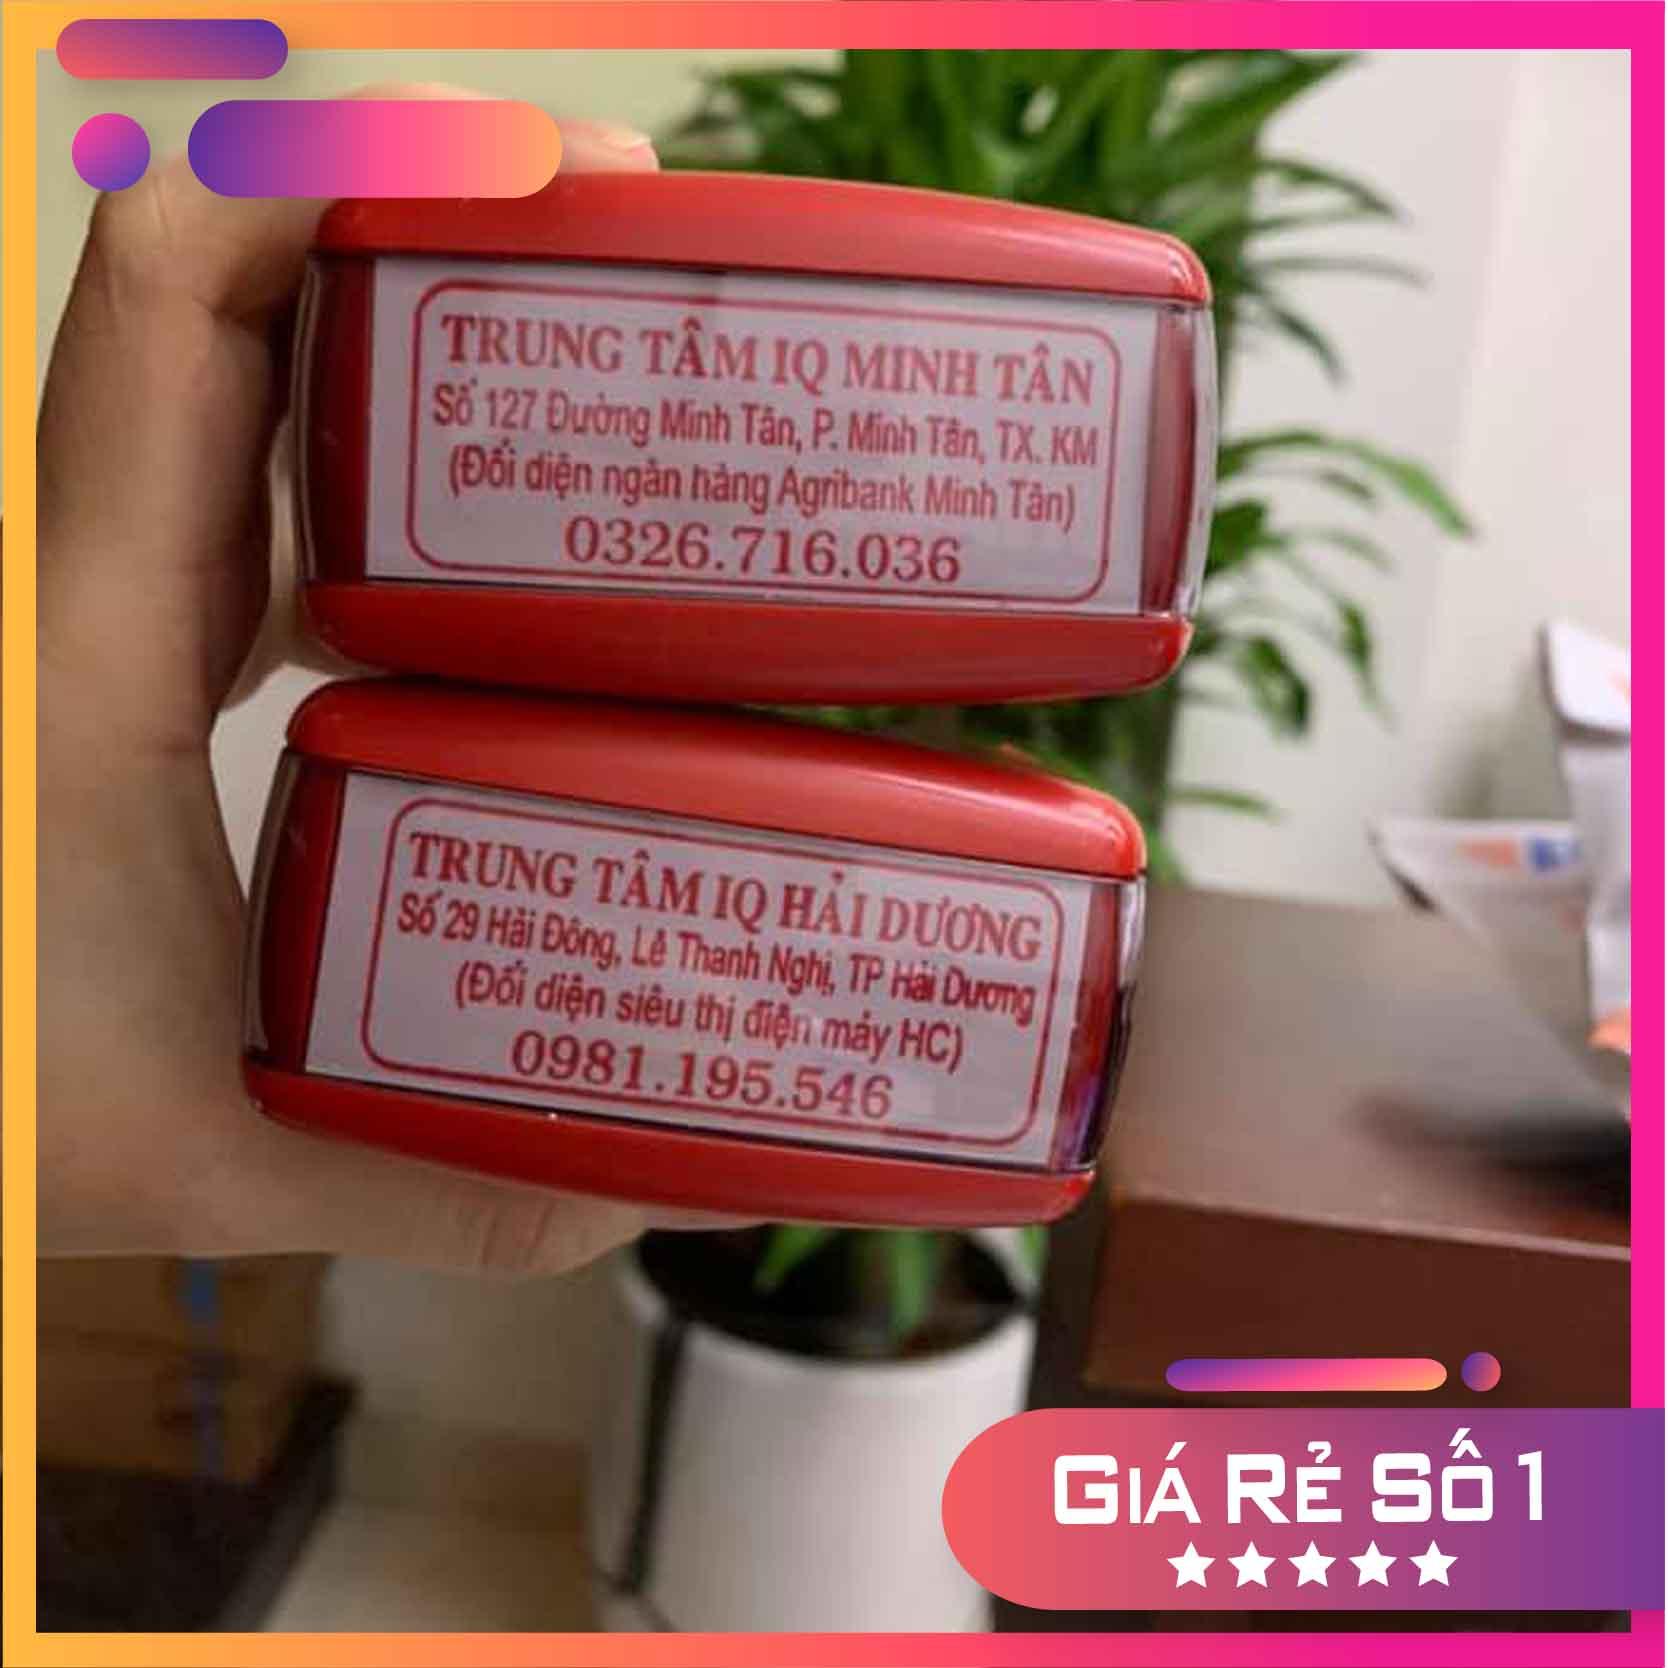 TRUNG TÂM IQ MINH TÂN
Số 127 Đường Minh Tân, P. Minh Tân, TX. KM
(Đối diện ngân hàng Agribank Minh Tân)
0326.716.036
TRUNG TÂM IQ HẢI DƯƠNG
Số 29 Hải Đông, Lê Thanh Nghị, TP Hải Dương
(Đối diện siêu thị điện máy HC)
0981.195.546
GIÁ RẺ SỐ 1